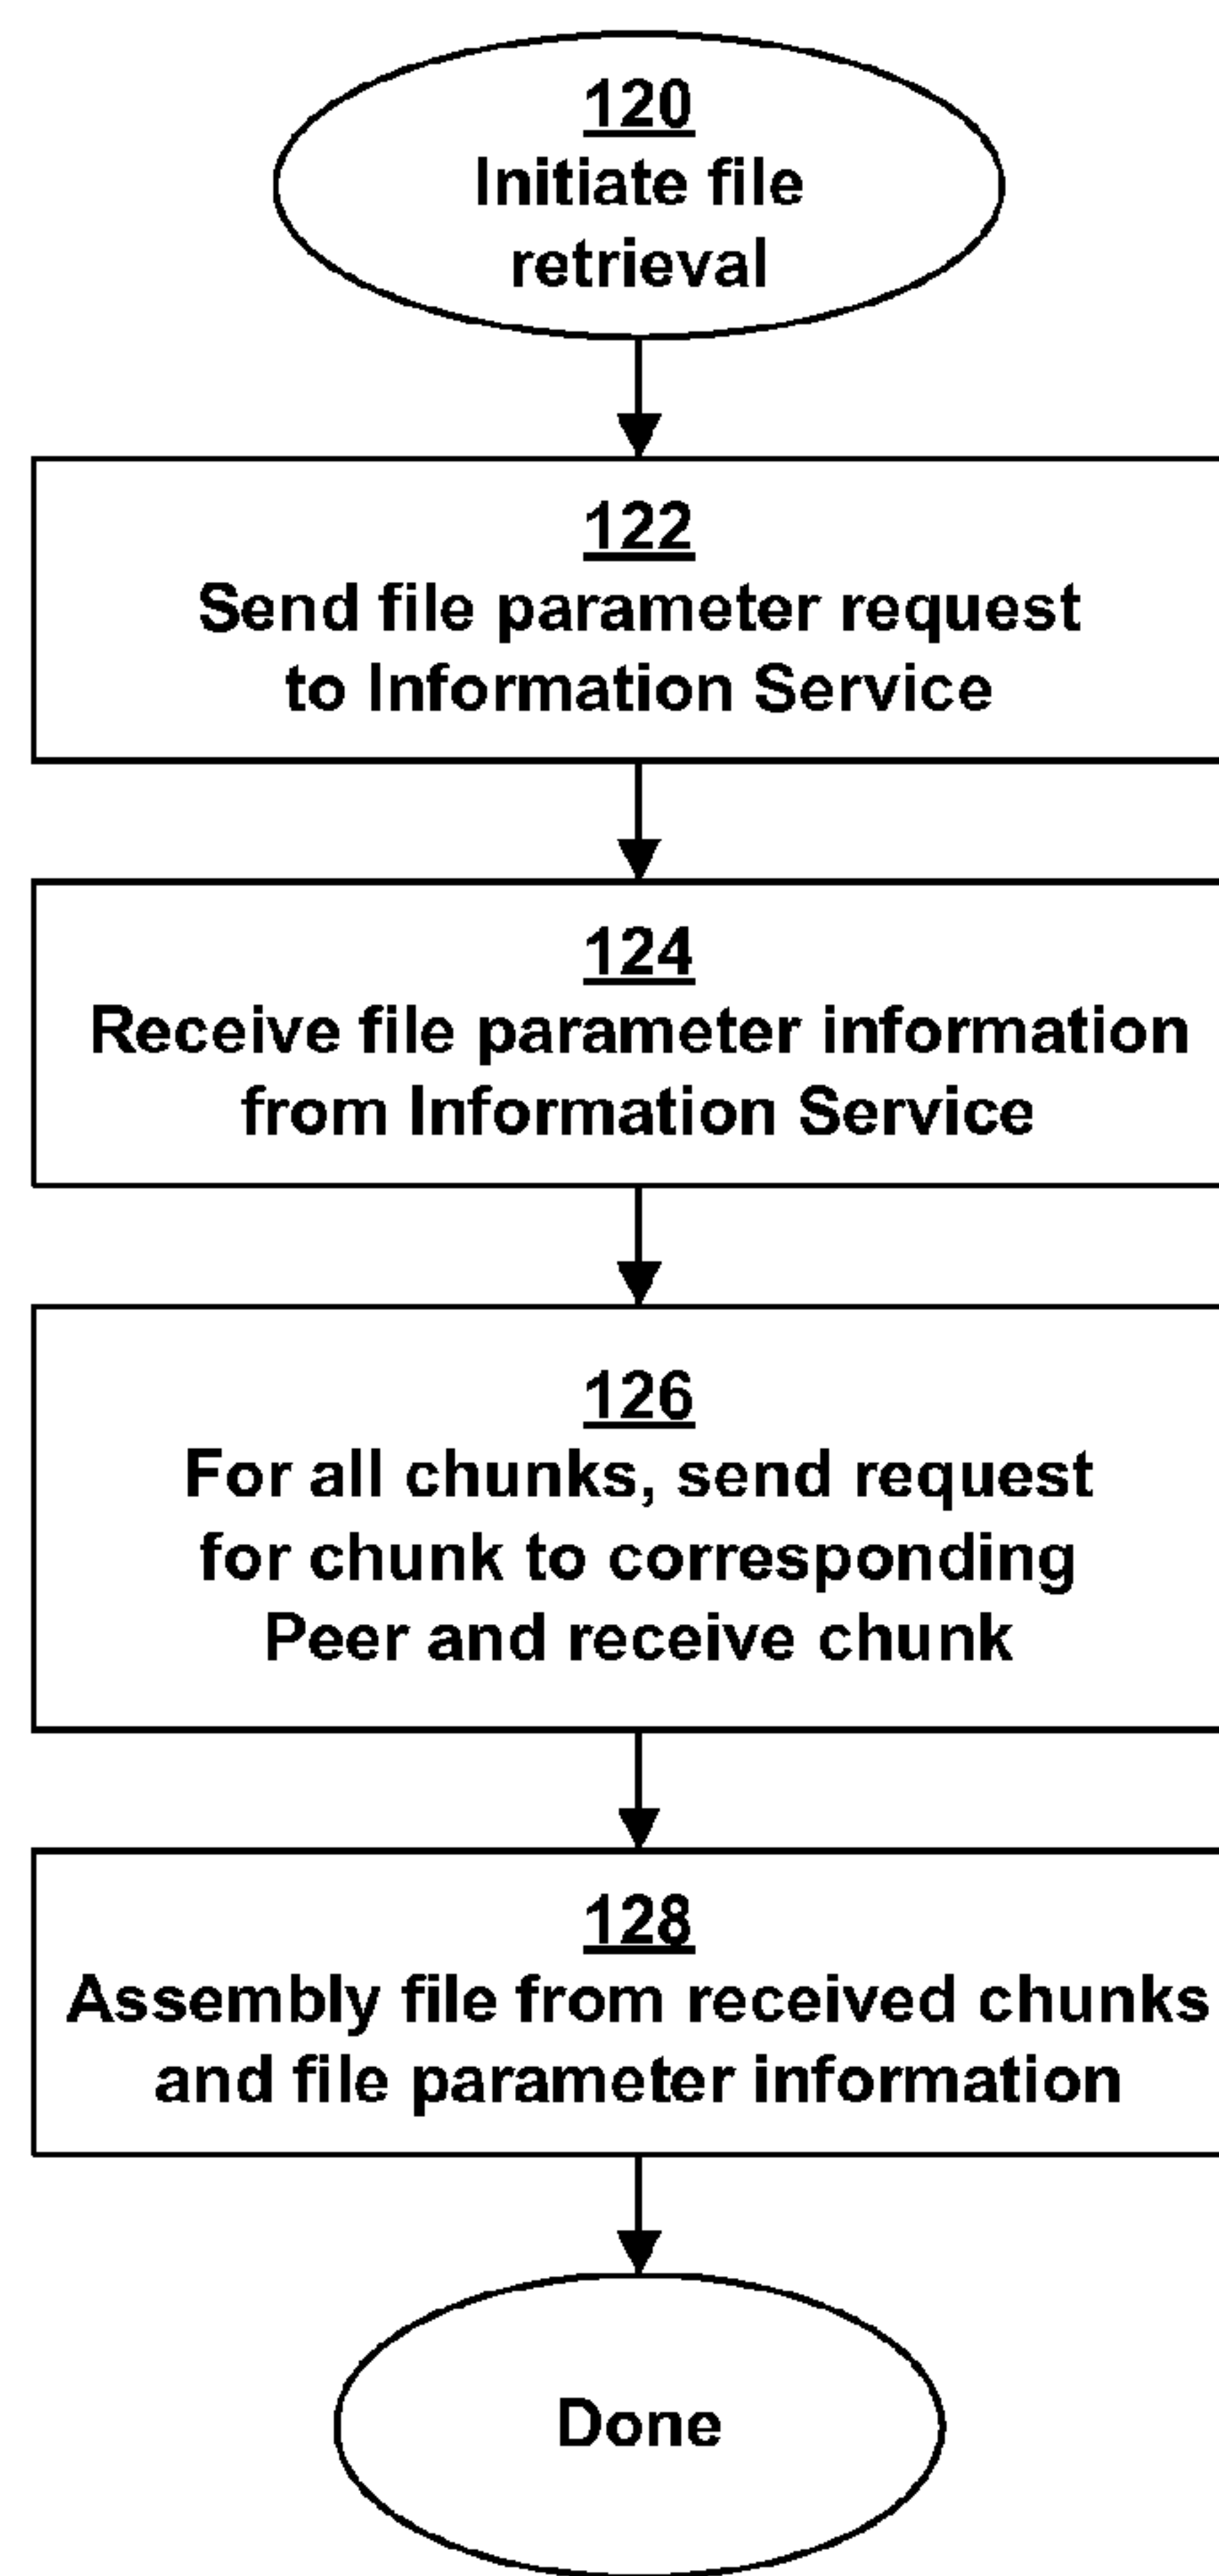 120
Initiate file
retrieval
122
Send file parameter request
to Information Service
124
Receive file parameter information
from Information Service
126
For all chunks, send request
for chunk to corresponding
Peer and receive chunk
128
Assembly file from received chunks
and file parameter information
Done